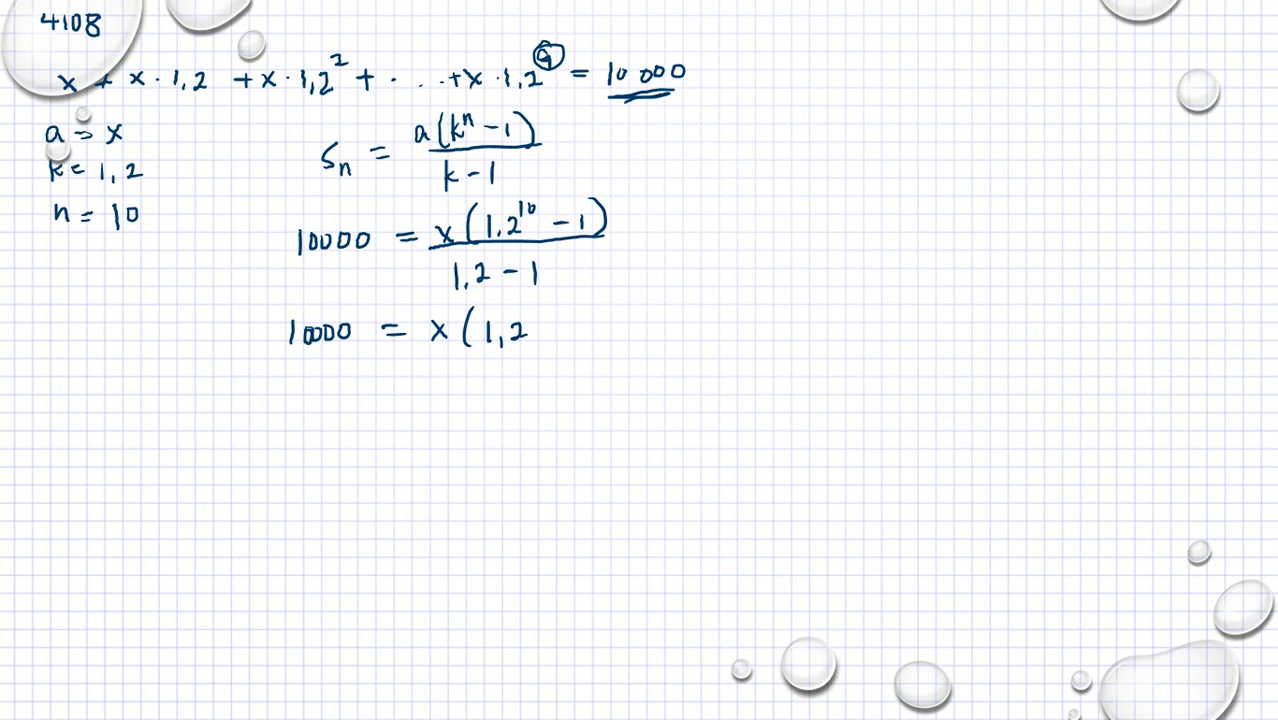 4108
x + x · 1,2 + x · 1,2² + · . . + x · 1,2⁹ = 10 000
a = x
k = 1,2
n = 10
Sn = a(kⁿ − 1) / k − 1
10000 = x(1,2¹⁰ − 1) / 1,2 − 1
10000 = x(1,2